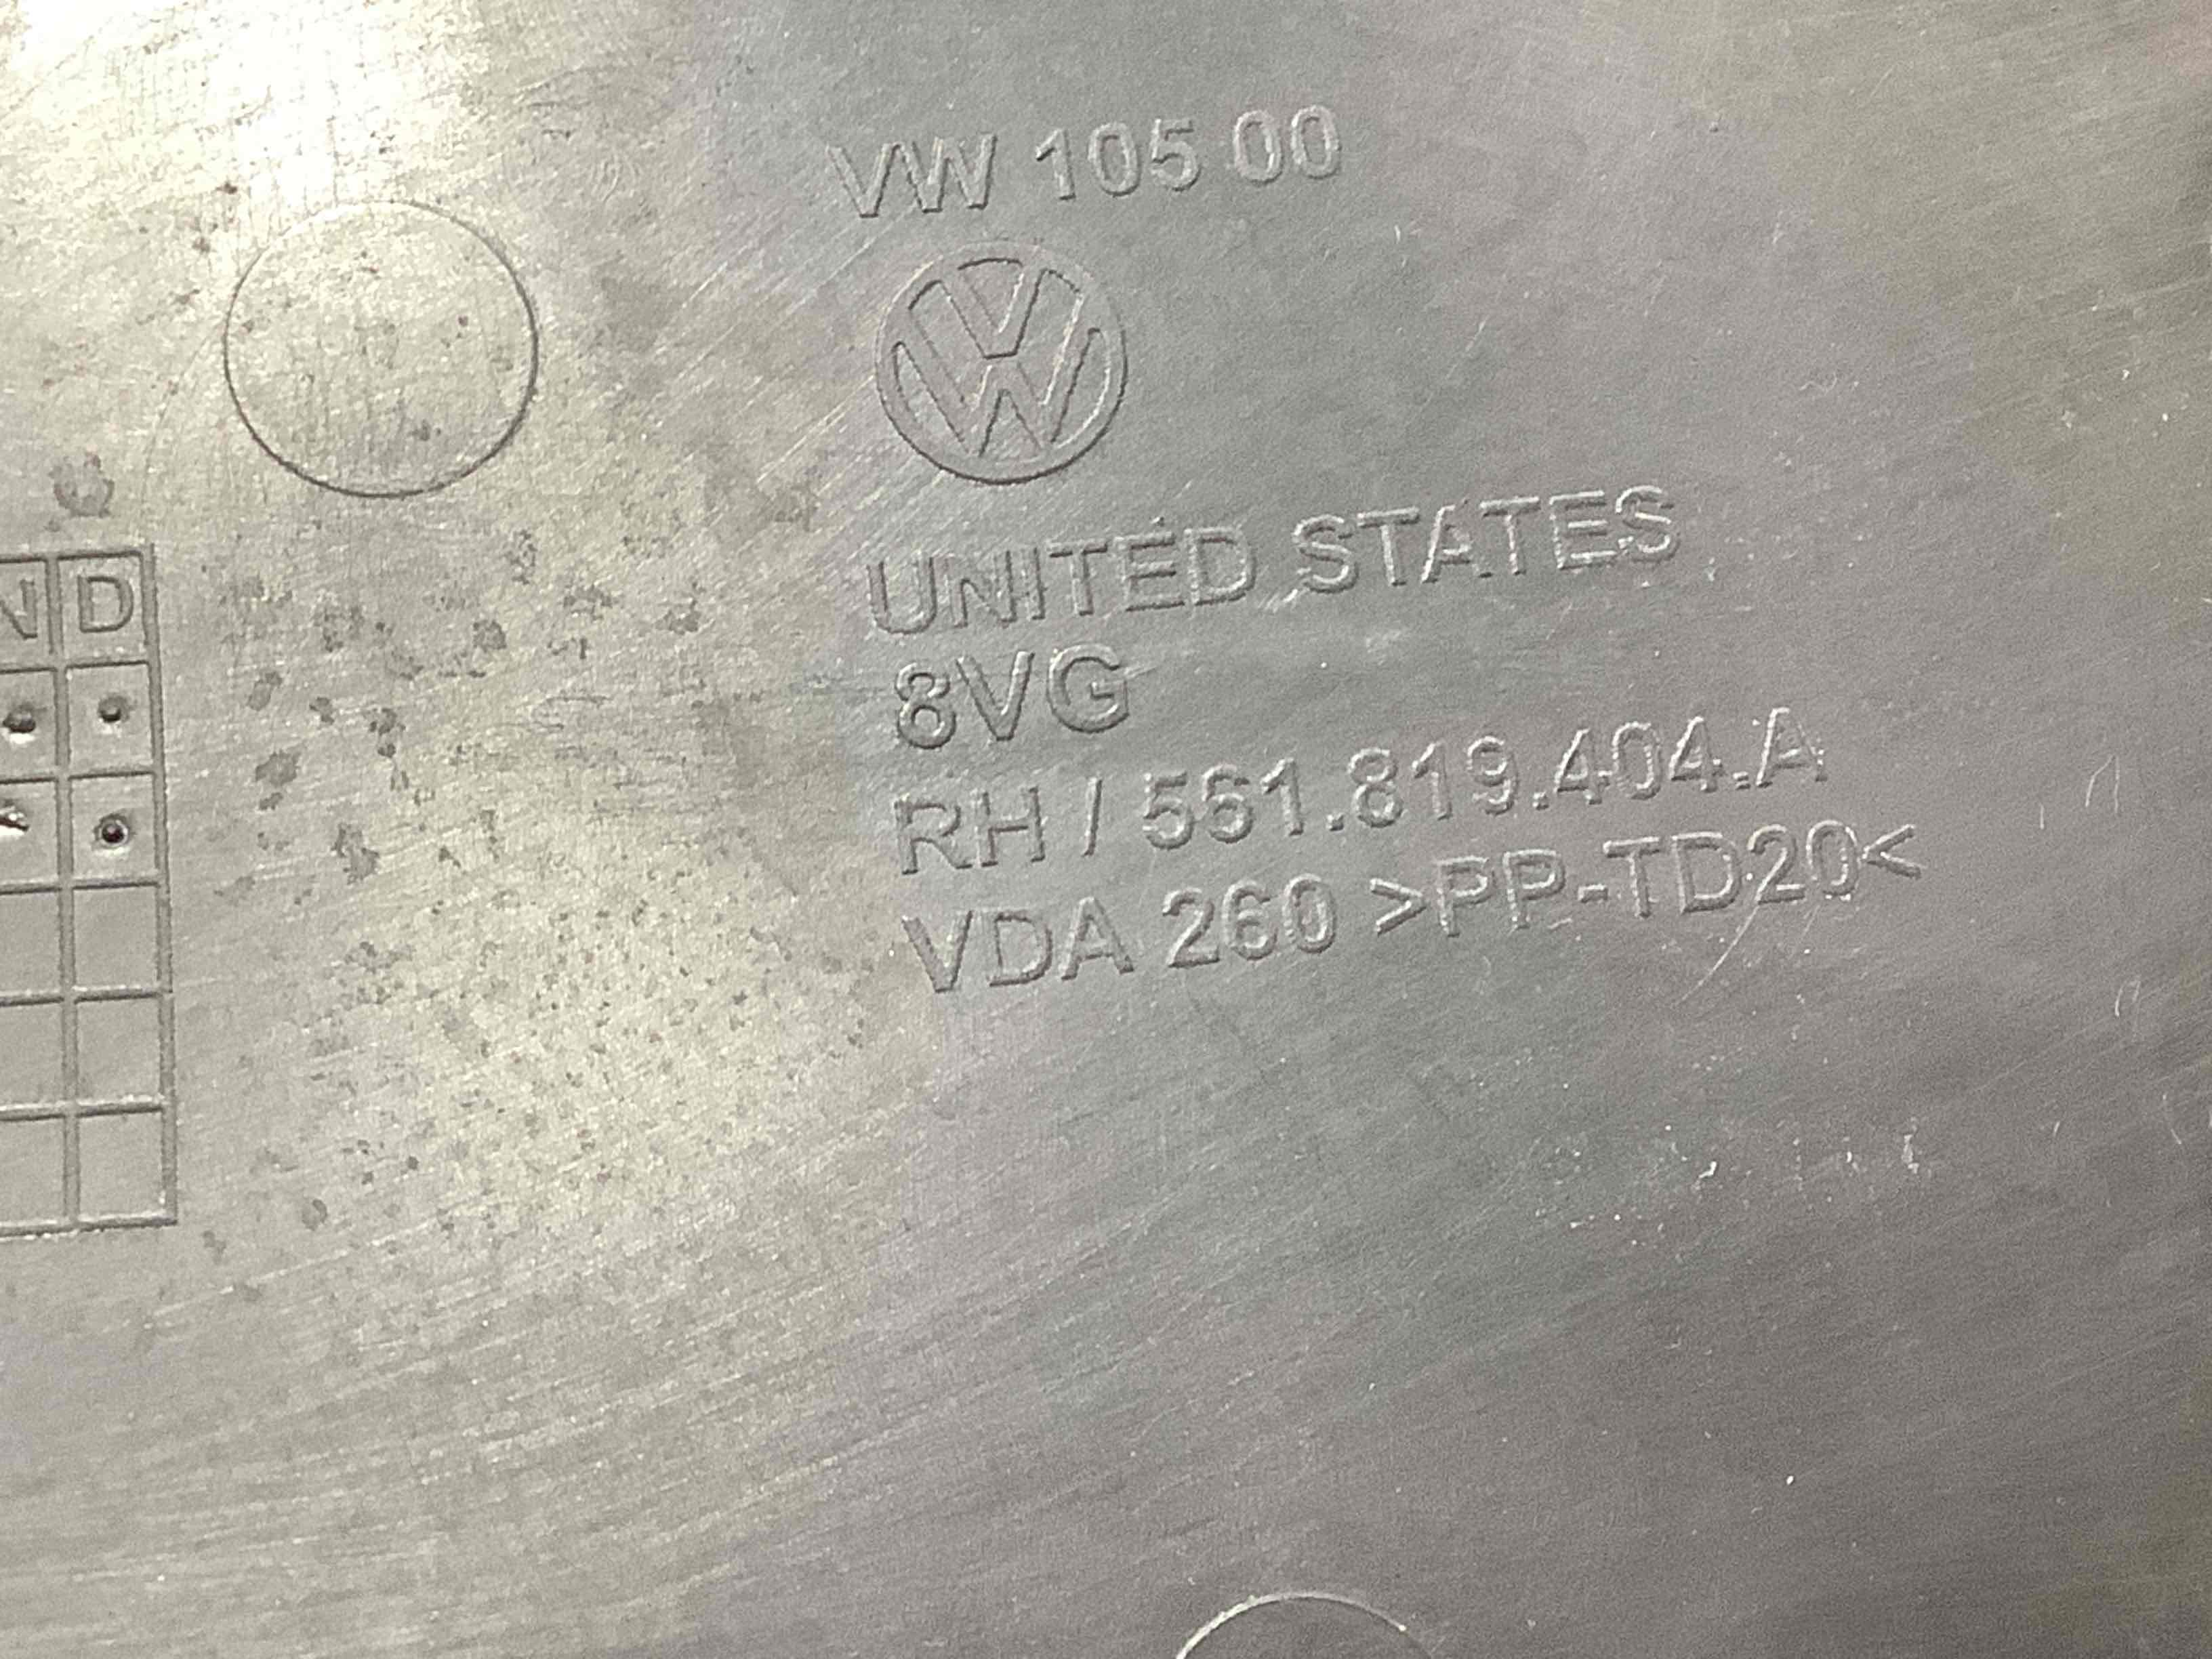 VW 105 00
UNITED STATES
8VG
RH / 561.819.404.A
VDA 260 >PP-TD20<
N D